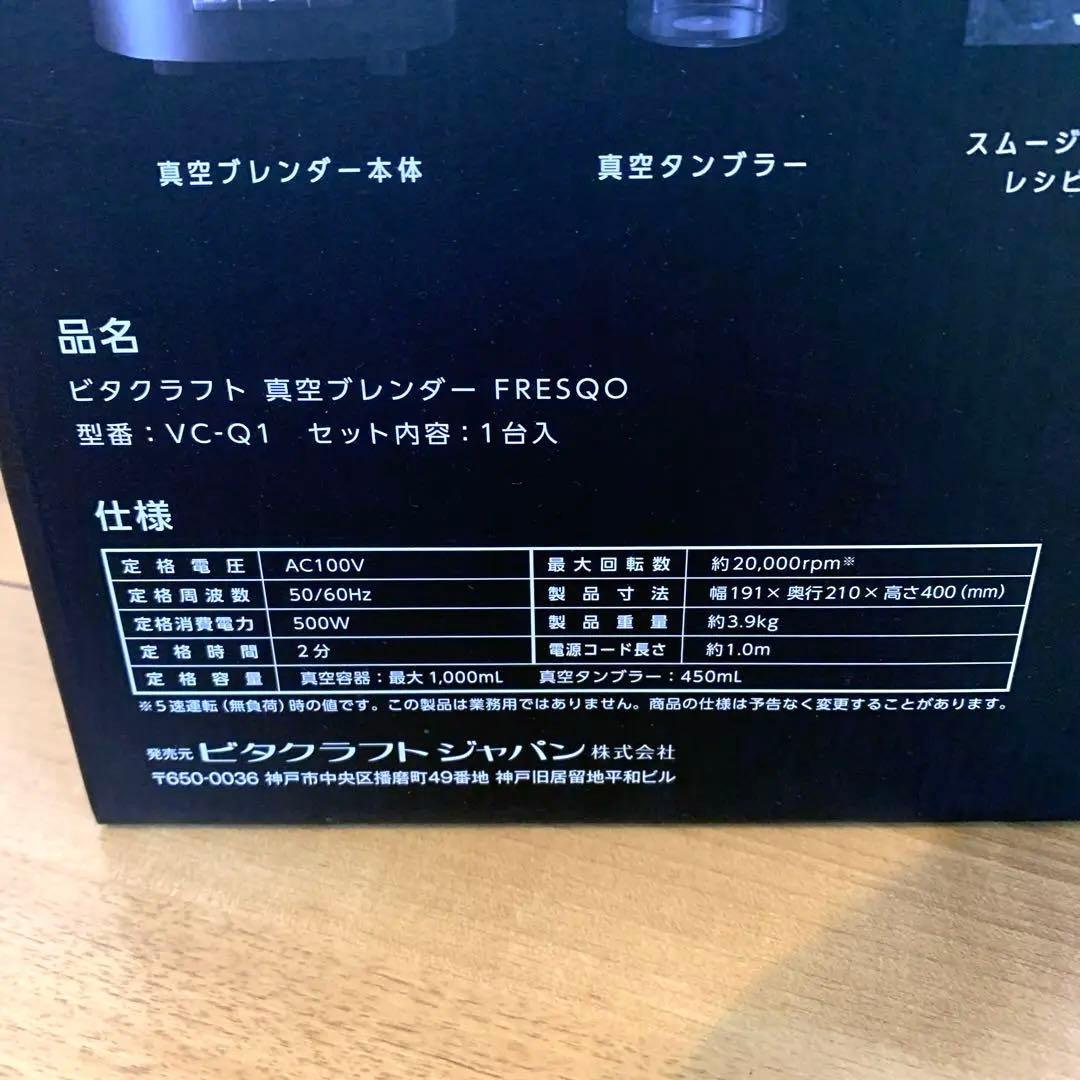 真空ブレンダー本体
真空タンブラー
スムージ
レシピ
品名
ビタクラフト 真空ブレンダー FRESQO
型番：VC-Q1 セット内容：1台入
仕様
定格電圧 AC100V 最大回転数 約20,000rpm※
定格周波数 50/60Hz 製品寸法 幅191×奥行210×高さ400(mm)
定格消費電力 500W 製品重量 約3.9kg
定格時間 2分 電源コード長さ 約1.0m
定格容量 真空容器：最大1,000mL 真空タンブラー：450mL
※5速運転(無負荷)時の値です。この製品は業務用ではありません。商品の仕様は予告なく変更することがあります。
発売元 ビタクラフト ジャパン 株式会社
〒650-0036 神戸市中央区播磨町49番地 神戸旧居留地平和ビル